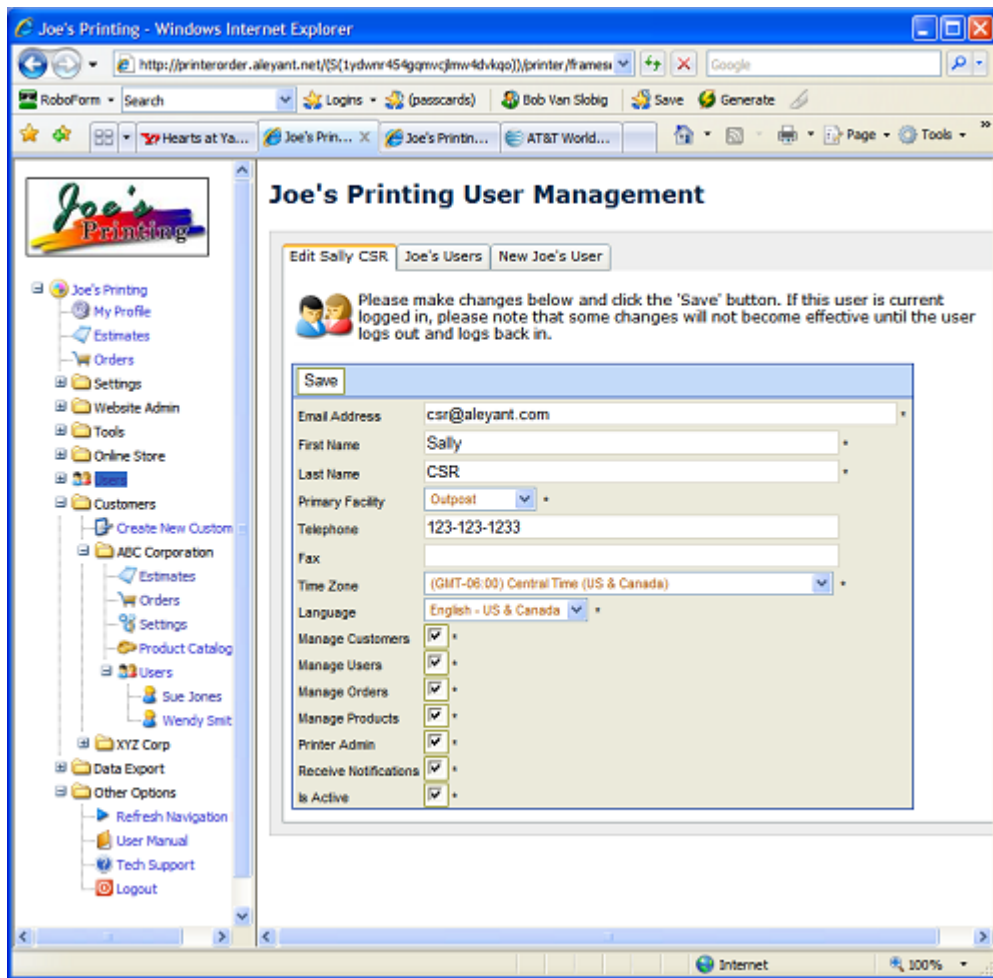 Joe's Printing - Windows Internet Explorer
http://printerorder.aleyant.net/(S(1ydwnr454gqmvcjlmw4dvkqo))/printer/frames
Google
RoboForm
Search
Logins
(passcards)
Bob Van Slobig
Save
Generate
Hearts at Ya...
Joe's Prin...
Joe's Printin...
AT&T World...
Page
Tools
Joe's
Printing
Joe's Printing
My Profile
Estimates
Orders
Settings
Website Admin
Tools
Online Store
Users
Customers
Create New Custom
ABC Corporation
Estimates
Orders
Settings
Product Catalog
Users
Sue Jones
Wendy Smit
XYZ Corp
Data Export
Other Options
Refresh Navigation
User Manual
Tech Support
Logout
Joe's Printing User Management
Edit Sally CSR
Joe's Users
New Joe's User
Please make changes below and click the 'Save' button. If this user is current
logged in, please note that some changes will not become effective until the user
logs out and logs back in.
Save
Email Address csr@aleyant.com *
First Name Sally *
Last Name CSR *
Primary Facility Outpost *
Telephone 123-123-1233
Fax
Time Zone (GMT-06:00) Central Time (US & Canada) *
Language English - US & Canada *
Manage Customers *
Manage Users *
Manage Orders *
Manage Products *
Printer Admin *
Receive Notifications *
Is Active *
Internet
100%